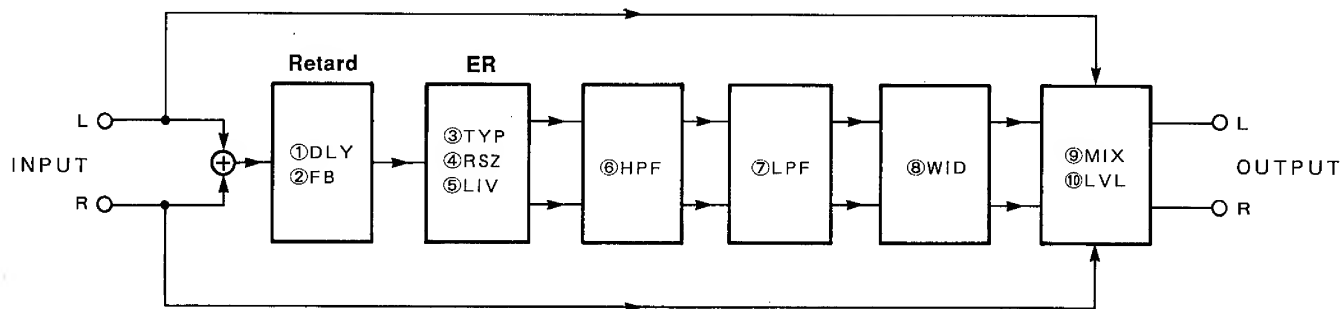 Retard
ER
L
INPUT
R
①DLY
②FB
③TYP
④RSZ
⑤LIV
⑥HPF
⑦LPF
⑧WID
⑨MIX
⑩LVL
L
OUTPUT
R